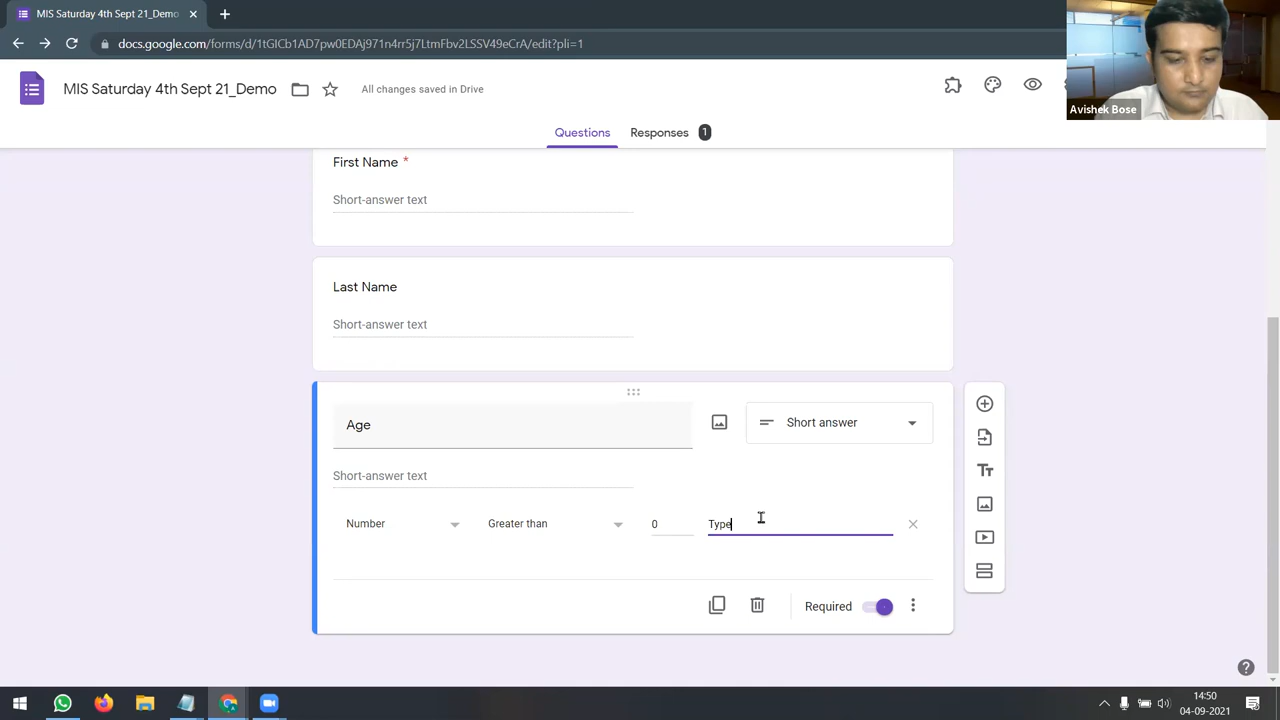 MIS Saturday 4th Sept 21_Demo
docs.google.com/forms/d/1tGICb1AD7pw0EDAj971n4rr5j7LtmFbv2LSSV49eCrA/edit?pli=1
MIS Saturday 4th Sept 21_Demo
All changes saved in Drive
Avishek Bose
Questions
Responses 1
First Name *
Short-answer text
Last Name
Short-answer text
Age
Short answer
Short-answer text
Number
Greater than
0
Type
Required
14:50
04-09-2021